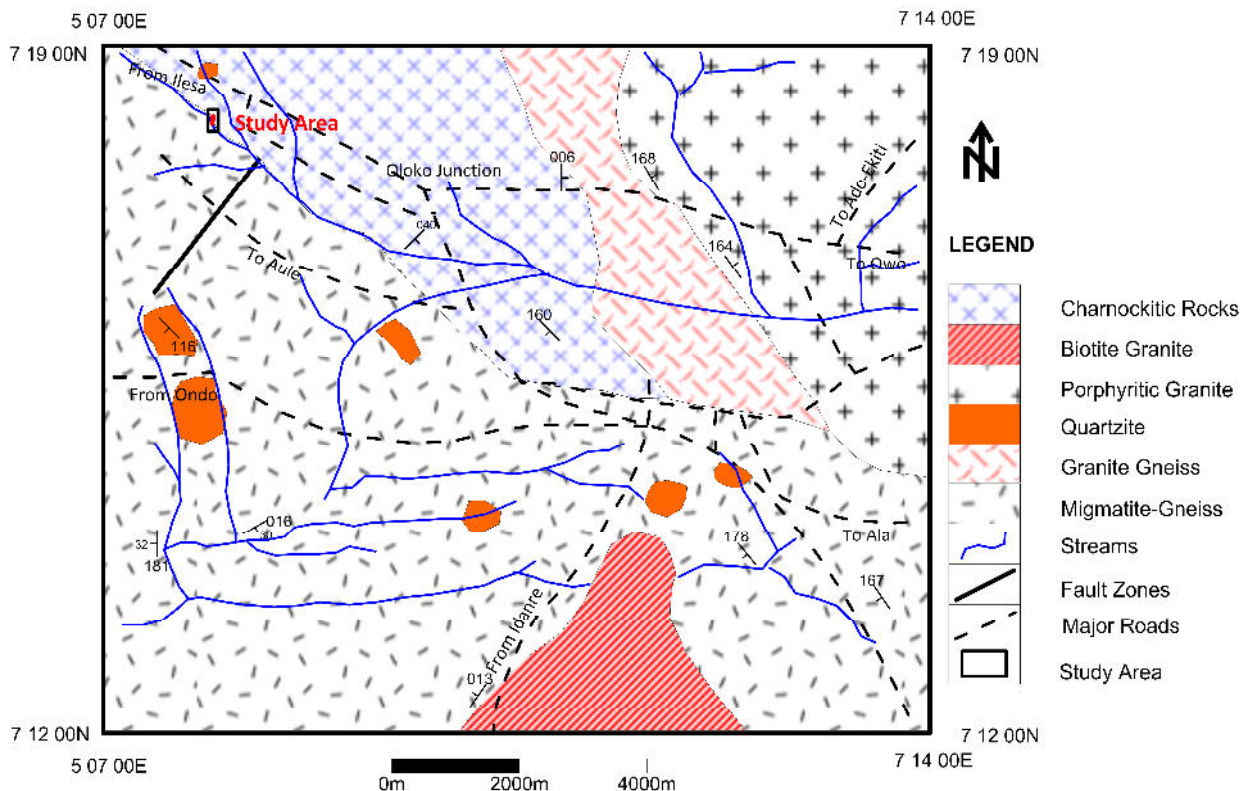 5 07 00E
7 14 00E
7 19 00N
7 19 00N
From Ilesa
Study Area
Oloko Junction
006
168
To Adc-Ekiti
040
164
To Owo
To Aule
N
LEGEND
Charnockitic Rocks
160
116
Biotite Granite
From Ondo
Porphyritic Granite
Quartzite
Granite Gneiss
Migmatite-Gneiss
016
30
To Ala
Streams
52
181
178
167
Fault Zones
Major Roads
From Idanre
013
Study Area
7 12 00N
7 12 00N
5 07 00E
7 14 00E
0m
2000m
4000m